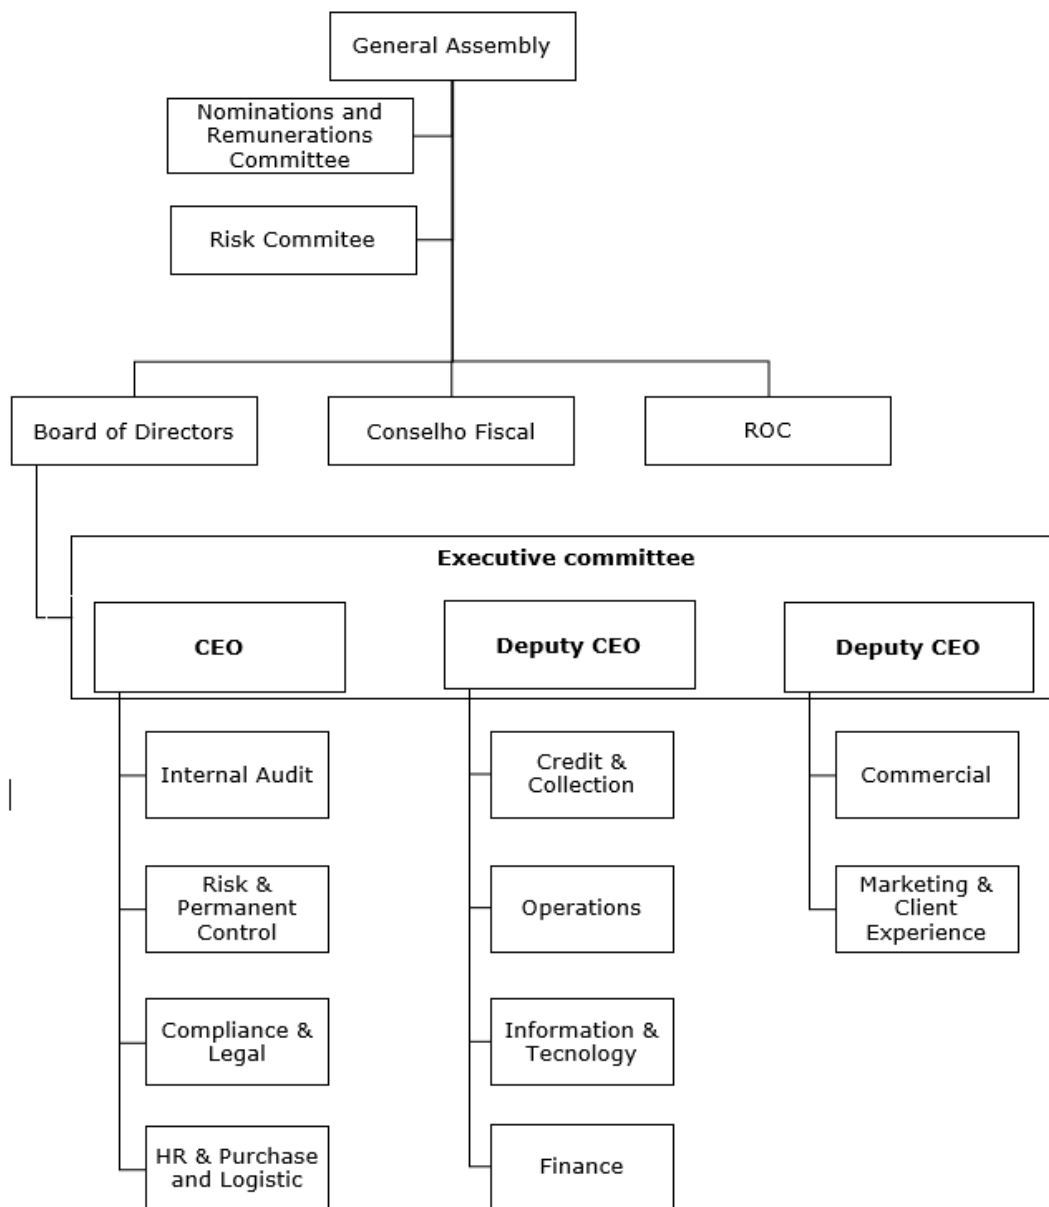 General Assembly
Nominations and
Remunerations
Committee
Risk Commitee
Board of Directors
Conselho Fiscal
ROC
Executive committee
CEO
Deputy CEO
Deputy CEO
Internal Audit
Credit &
Collection
Commercial
Risk &
Permanent
Control
Operations
Marketing &
Client
Experience
Compliance &
Legal
Information &
Tecnology
HR & Purchase
and Logistic
Finance